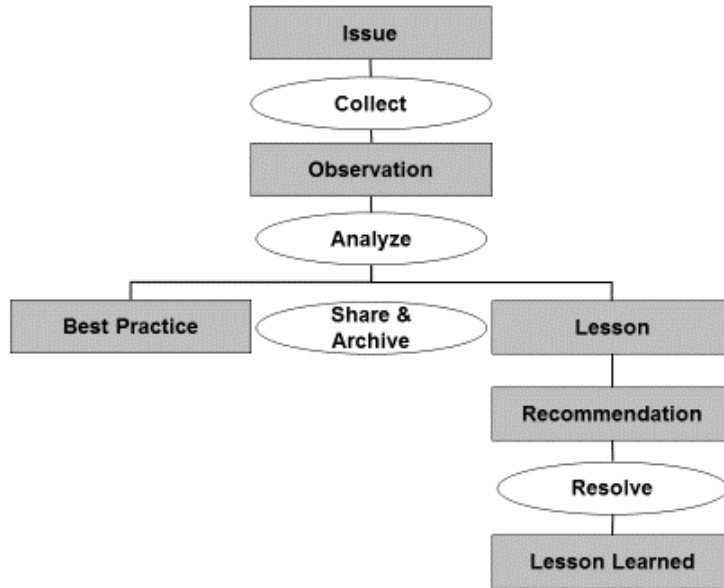 Issue
Collect
Observation
Analyze
Best Practice
Share &
Archive
Lesson
Recommendation
Resolve
Lesson Learned